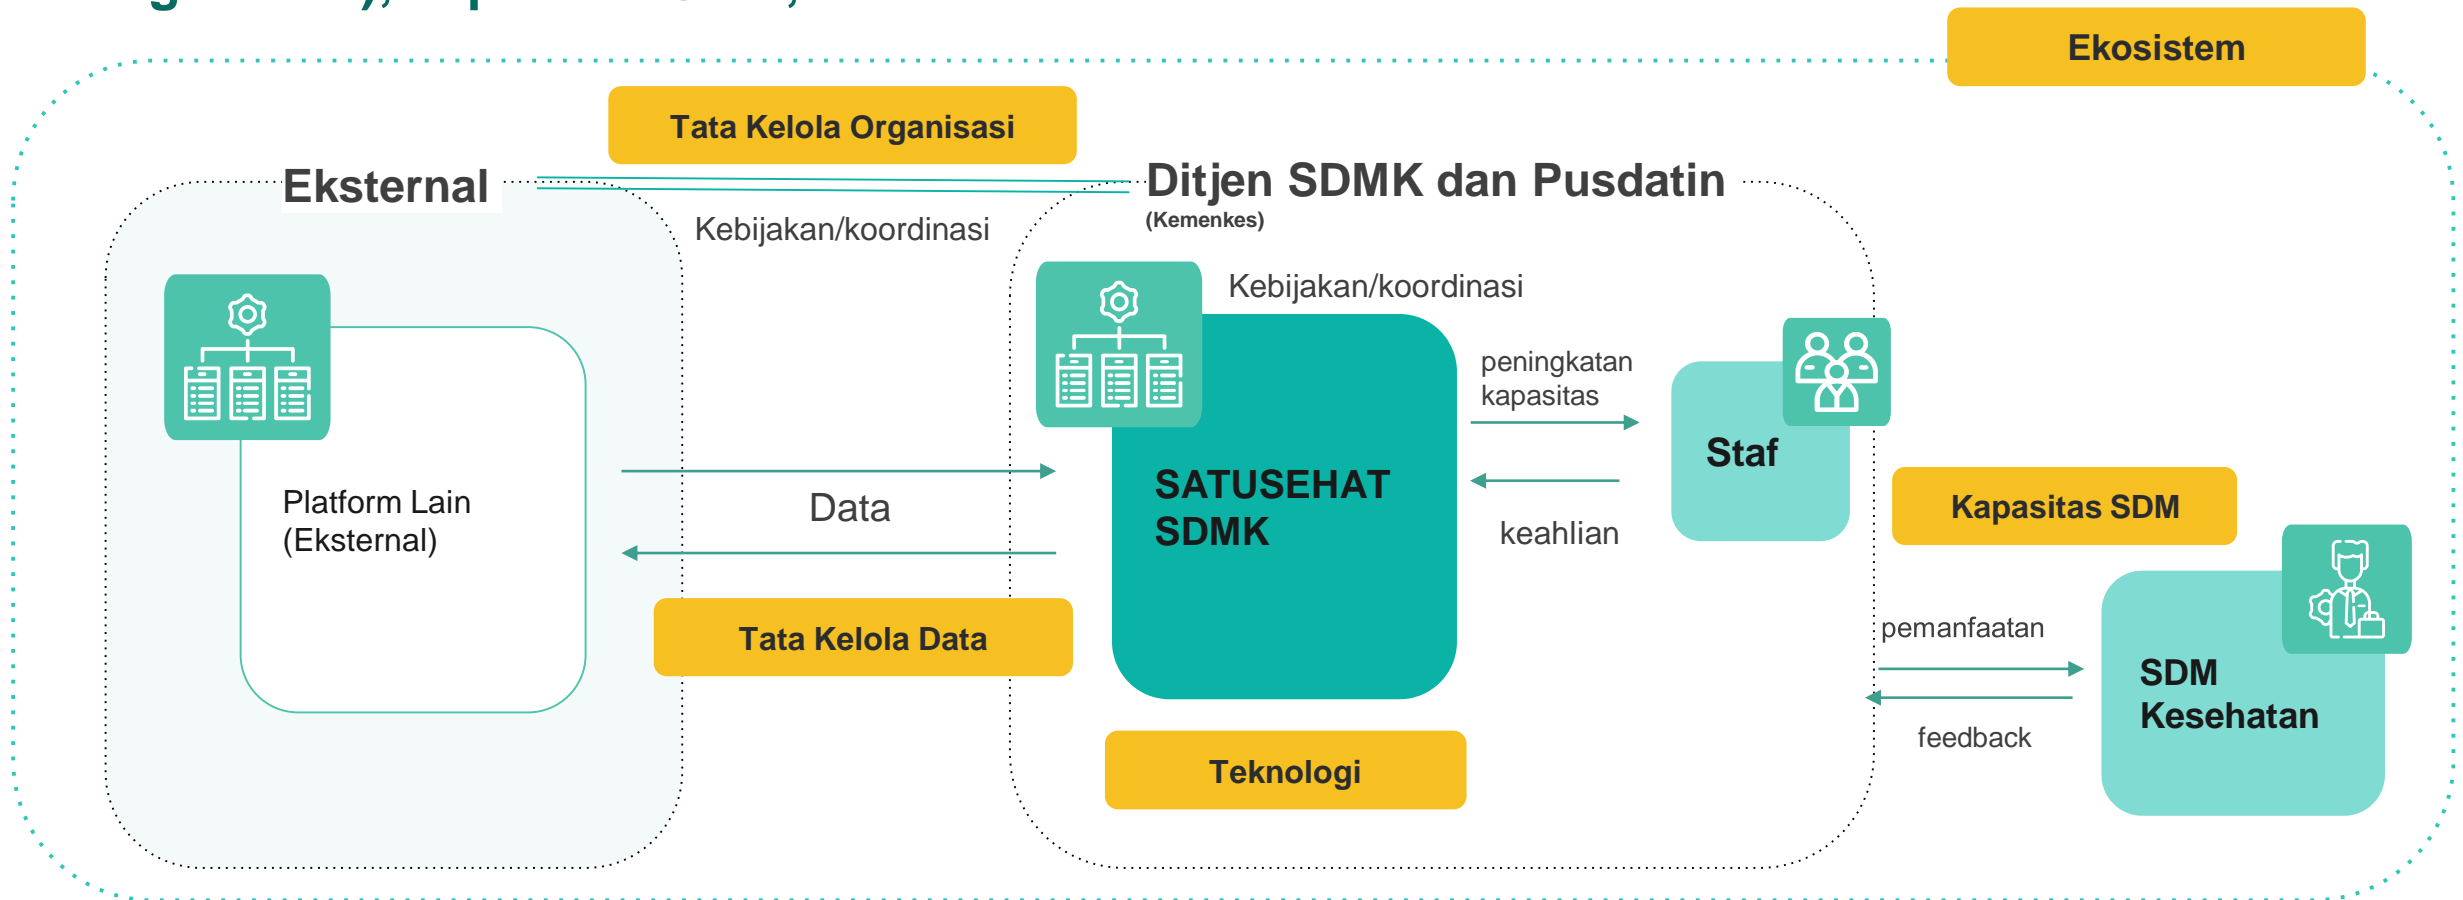 Ekosistem
Tata Kelola Organisasi
Eksternal
Ditjen SDMK dan Pusdatin
(Kemenkes)
Kebijakan/koordinasi
Kebijakan/koordinasi
peningkatan
kapasitas
Staf
SATUSEHAT
SDMK
keahlian
Platform Lain
(Eksternal)
Data
Kapasitas SDM
Tata Kelola Data
pemanfaatan
SDM
Kesehatan
feedback
Teknologi